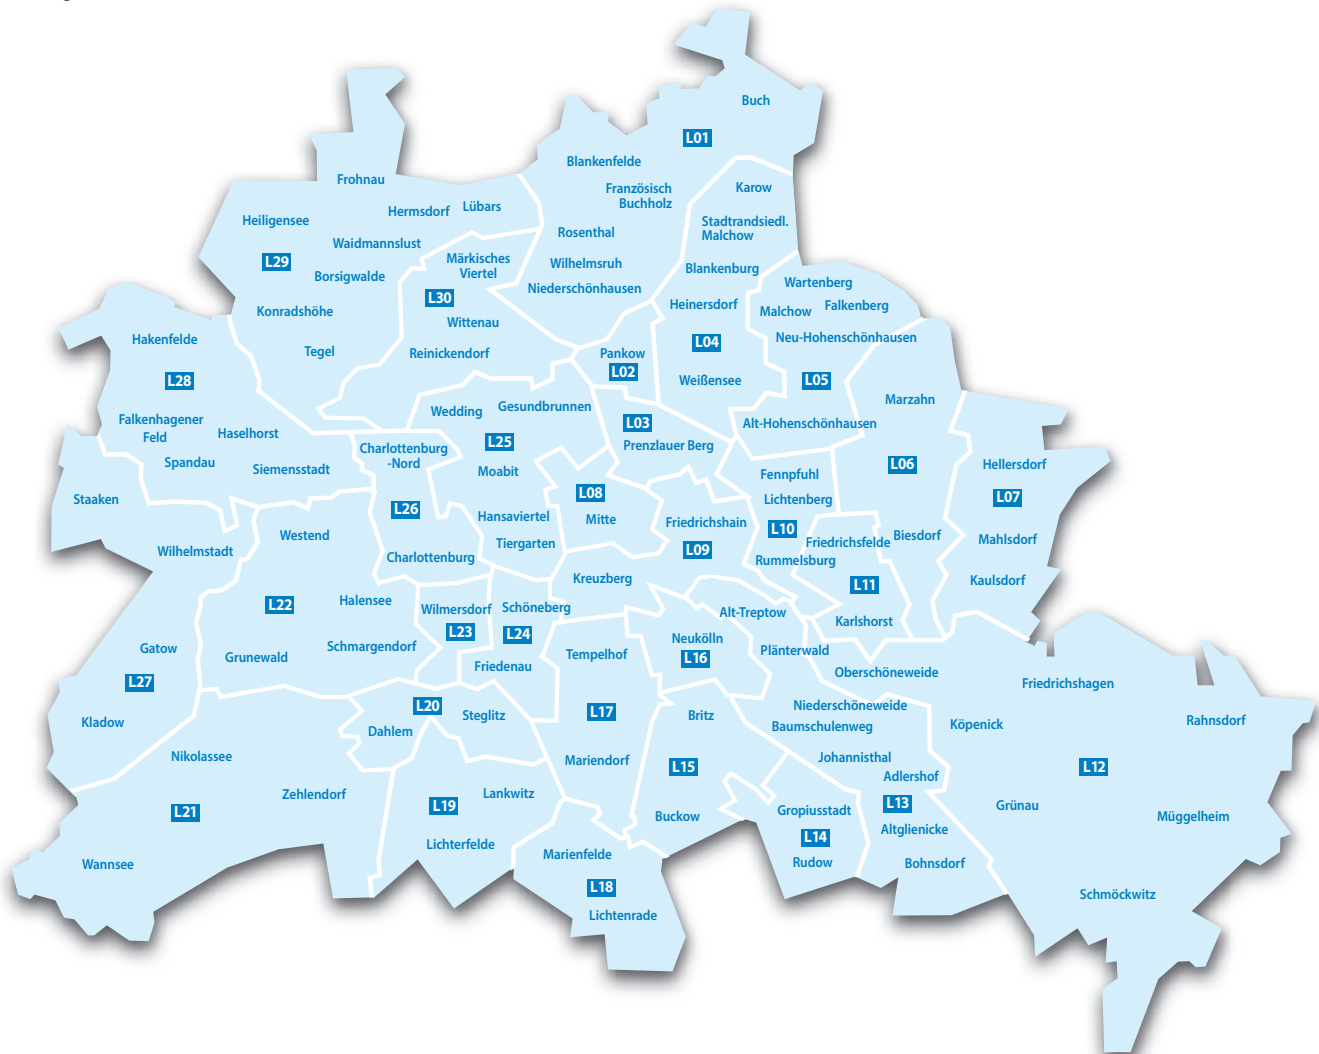 Buch
L01
Blankenfelde
Französisch
Buchholz
Rosenthal
Wilhelmsruh
Niederschönhausen
Karow
Stadtrandsiedl.
Malchow
Blankenburg
Heinersdorf
L04
Weißensee
Pankow
L02
L03
Prenzlauer Berg
Frohnau
Hermsdorf
Lübars
Heiligensee
Waidmannslust
L29
Borsigwalde
Konradshöhe
Tegel
Märkisches
Viertel
L30
Wittenau
Reinickendorf
Wartenberg
Malchow
Falkenberg
Neu-Hohenschönhausen
L05
Alt-Hohenschönhausen
Marzahn
L06
Biesdorf
Hellersdorf
L07
Mahlsdorf
Kaulsdorf
Hakenfelde
L28
Falkenhagener
Feld
Haselhorst
Spandau
Siemensstadt
Staaken
Wilhelmstadt
Gatow
L27
Kladow
Wedding
Gesundbrunnen
L25
Moabit
Hansaviertel
Tiergarten
Charlottenburg
-Nord
L26
Charlottenburg
L08
Mitte
Kreuzberg
Friedrichshain
L09
Fennpfuhl
Lichtenberg
L10
Rummelsburg
Friedrichsfelde
L11
Karlshorst
Westend
L22
Halensee
Grunewald
Schmargendorf
Wilmersdorf
L23
Schöneberg
L24
Friedenau
Tempelhof
L17
Mariendorf
Neukölln
L16
Alt-Treptow
Plänterwald
Oberschöneweide
Niederschöneweide
Baumschulenweg
Johannisthal
Adlershof
L13
Altglienicke
Bohnsdorf
Britz
L15
Buckow
Gropiusstadt
L14
Rudow
L20
Steglitz
Dahlem
Nikolassee
Zehlendorf
L21
Wannsee
Lankwitz
L19
Lichterfelde
Marienfelde
L18
Lichtenrade
Friedrichshagen
Köpenick
Rahnsdorf
L12
Grünau
Müggelheim
Schmöckwitz